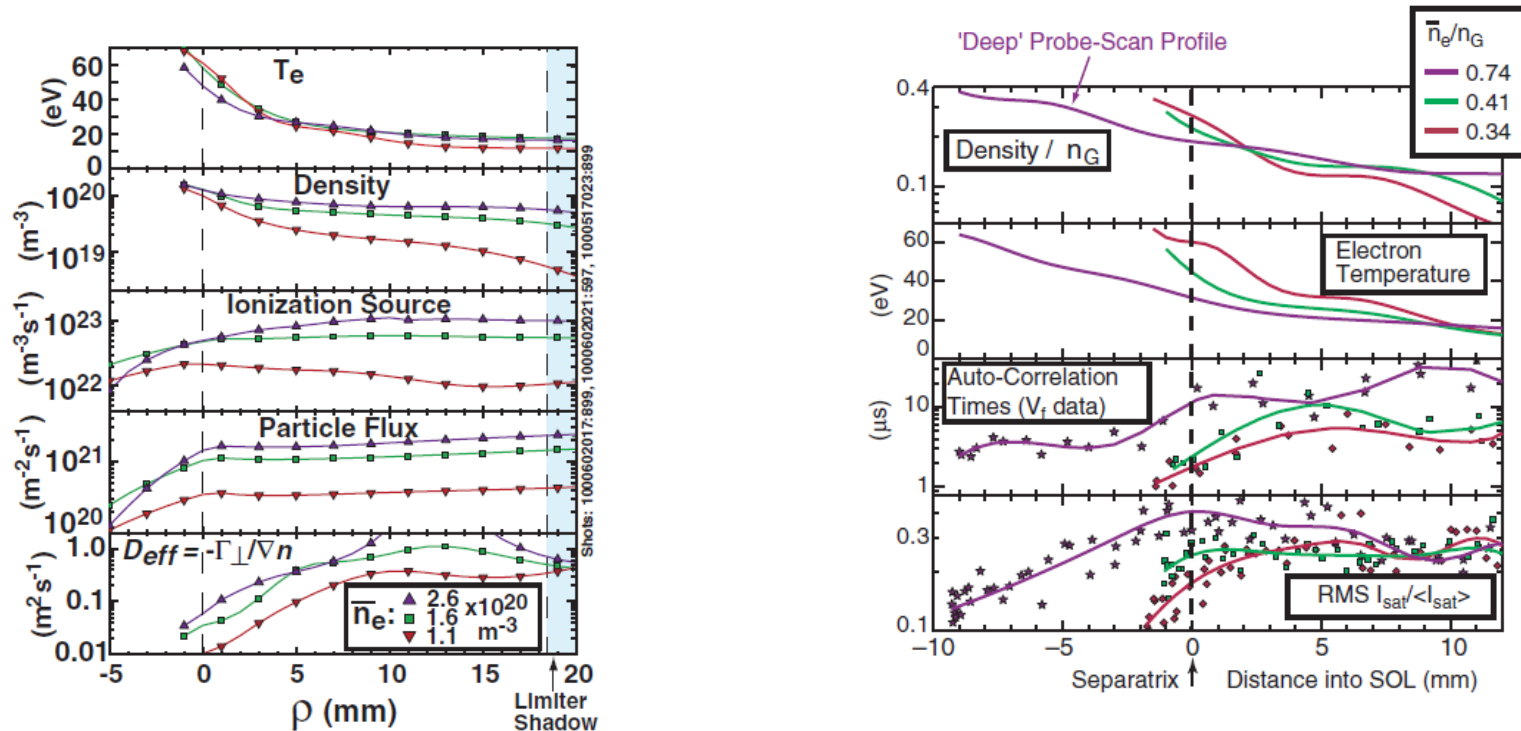 Te
60
40
20
0
(eV)
Density
10^20
10^19
(m^-3)
Ionization Source
10^23
10^22
(m^-3 s^-1)
Particle Flux
10^21
10^20
(m^-2 s^-1)
D_eff = -Γ⊥/∇n
1.0
0.1
0.01
(m^2 s^-1)
n̄e:
2.6
1.6 x10^20
1.1 m^-3
-5 0 5 10 15 20
ρ (mm)
Limiter
Shadow
Shots: 1000602017:899, 1000602021:597, 1000517023:899
'Deep' Probe-Scan Profile
n̄e/nG
0.74
0.41
0.34
0.4
0.1
Density / nG
60
40
20
0
(eV)
Electron
Temperature
Auto-Correlation
Times (Vf data)
10
1
(μs)
0.3
0.1
RMS Isat/<Isat>
−10 −5 0 5 10
Separatrix
Distance into SOL (mm)